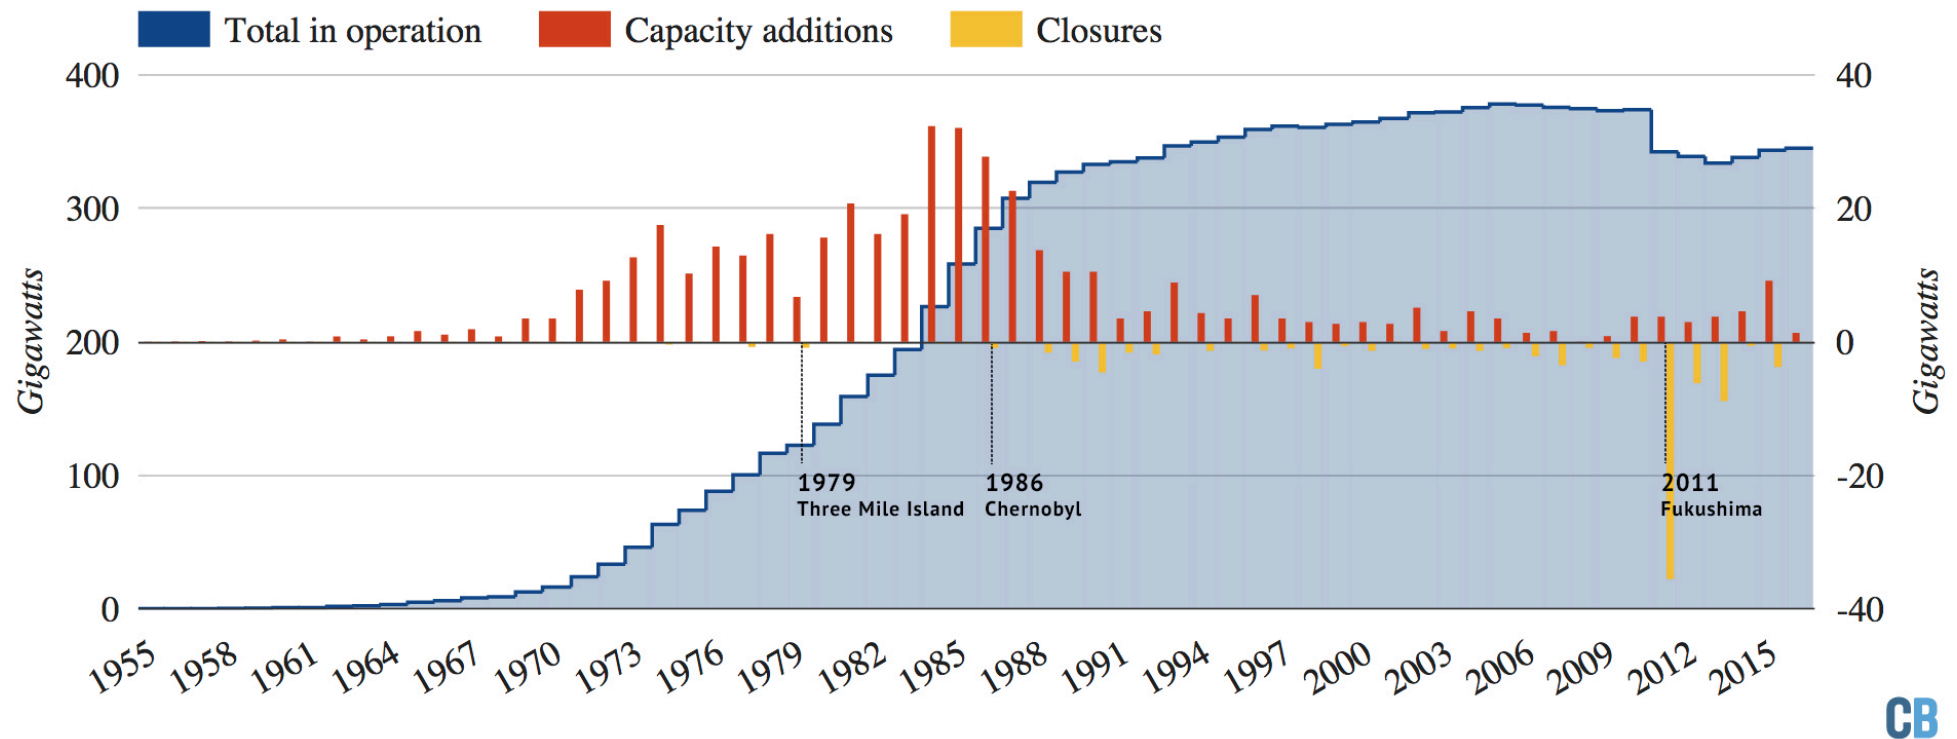 Total in operation Capacity additions Closures
400 40
300 20
Gigawatts Gigawatts
200 0
100 -20
1979 1986 2011
Three Mile Island Chernobyl Fukushima
0 -40
1955 1958 1961 1964 1967 1970 1973 1976 1979 1982 1985 1988 1991 1994 1997 2000 2003 2006 2009 2012 2015
CB